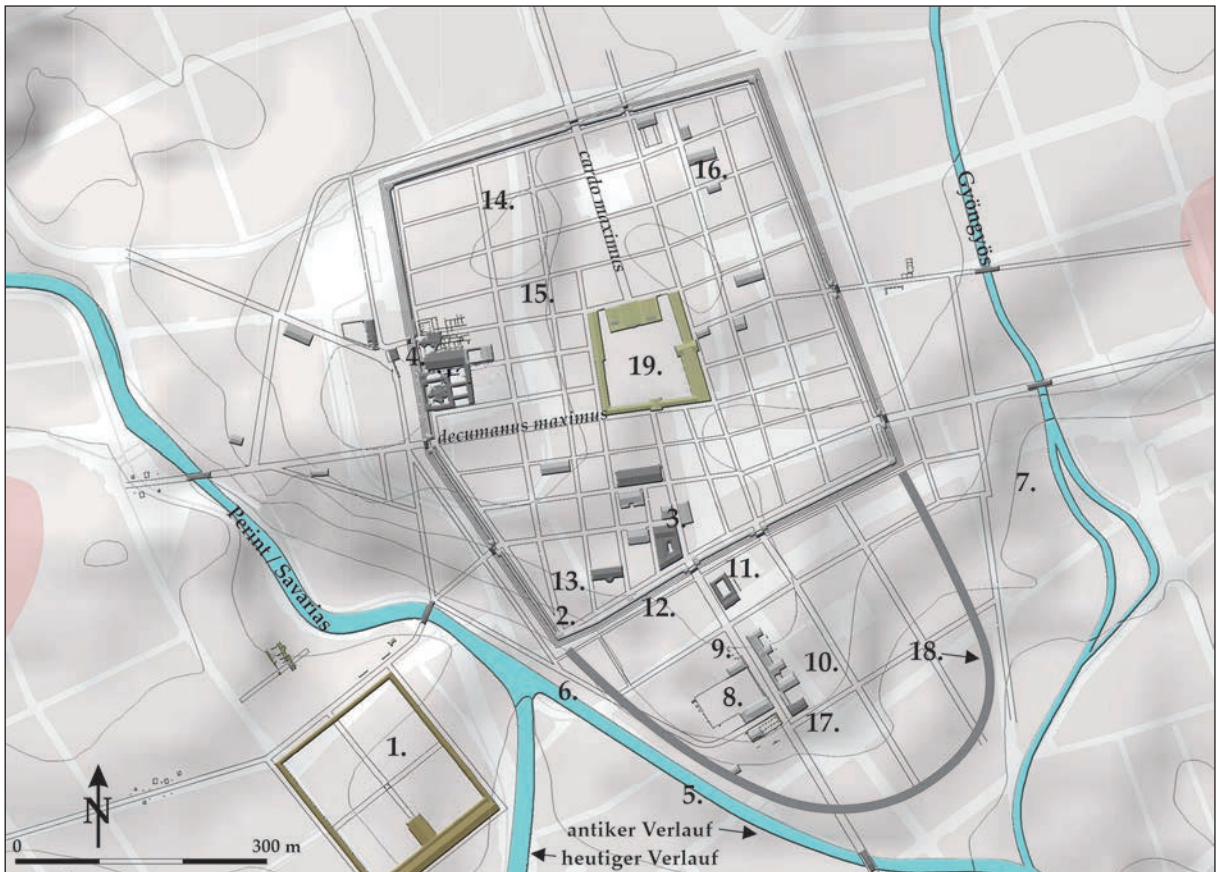 14.
16.
cardo maximus
Gyöngyös
15.
4.
19.
decumanus maximus
7.
3.
Perint / Savarias
13.
11.
2.
12.
9.
10.
18.
6.
8.
17.
1.
5.
N
antiker Verlauf
0
300 m
heutiger Verlauf